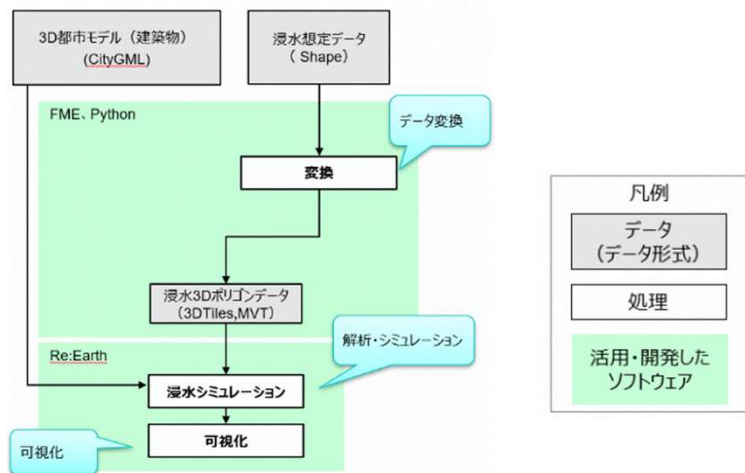 3D都市モデル（建築物）
(CityGML)
浸水想定データ
（ Shape）
FME、Python
データ変換
変換
浸水3Dポリゴンデータ
（3DTiles,MVT）
Re:Earth
解析・シミュレーション
浸水シミュレーション
可視化
可視化
凡例
データ
（データ形式）
処理
活用・開発した
ソフトウェア